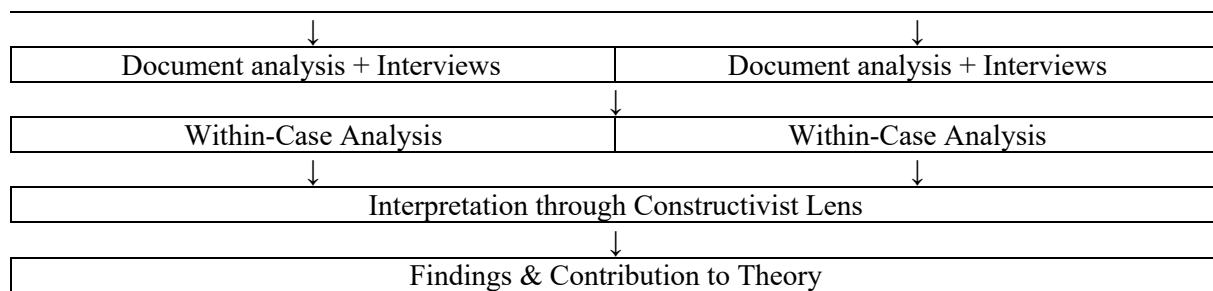 ↓ ↓
Document analysis + Interviews Document analysis + Interviews
↓
Within-Case Analysis Within-Case Analysis
↓ ↓
Interpretation through Constructivist Lens
↓
Findings & Contribution to Theory